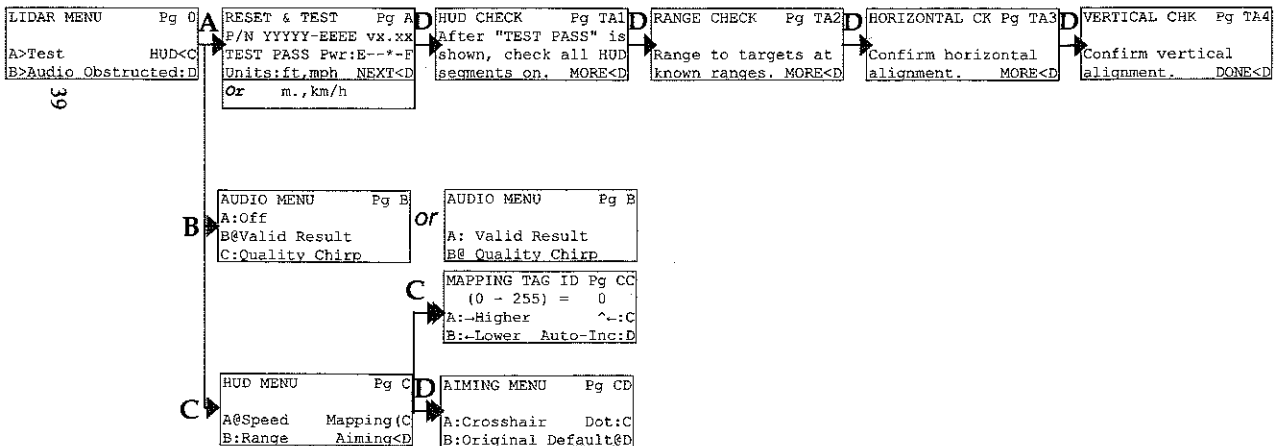 LIDAR MENU Pg 0
A>Test HUD<C
B>Audio Obstructed:D
39
A
RESET & TEST Pg A
P/N YYYYY-EEEE vx.xx
TEST PASS Pwr:E--*-F
Units:ft,mph NEXT<D
Or m.,km/h
D
HUD CHECK Pg TA1
After "TEST PASS" is
shown, check all HUD
segments on. MORE<D
D
RANGE CHECK Pg TA2
Range to targets at
known ranges. MORE<D
D
HORIZONTAL CK Pg TA3
Confirm horizontal
alignment. MORE<D
D
VERTICAL CHK Pg TA4
Confirm vertical
alignment. DONE<D
B
AUDIO MENU Pg B
A:Off
B@Valid Result
C:Quality Chirp
or
AUDIO MENU Pg B
A: Valid Result
B@ Quality Chirp
C
MAPPING TAG ID Pg CC
(0 - 255) = 0
A:→Higher ^←:C
B:←Lower Auto-Inc:D
C
HUD MENU Pg C
A@Speed Mapping(C
B:Range Aiming<D
D
AIMING MENU Pg CD
A:Crosshair Dot:C
B:Original Default@D